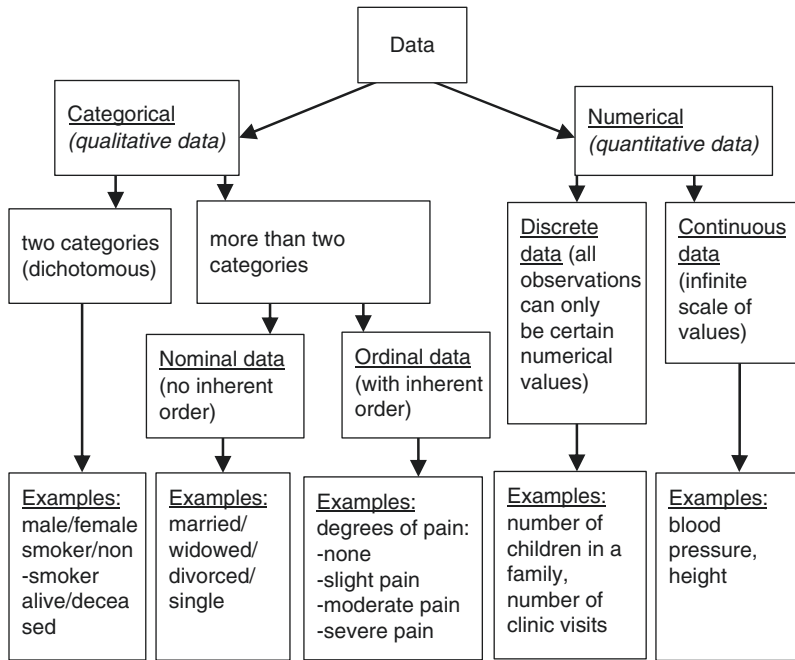 Data
Categorical
(qualitative data)
Numerical
(quantitative data)
two categories
(dichotomous)
more than two
categories
Discrete
data (all
observations
can only
be certain
numerical
values)
Continuous
data
(infinite
scale of
values)
Nominal data
(no inherent
order)
Ordinal data
(with inherent
order)
Examples:
male/female
smoker/non
-smoker
alive/decea
sed
Examples:
married/
widowed/
divorced/
single
Examples:
degrees of pain:
-none
-slight pain
-moderate pain
-severe pain
Examples:
number of
children in a
family,
number of
clinic visits
Examples:
blood
pressure,
height